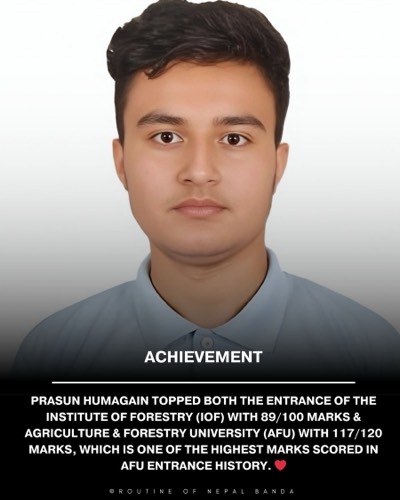 ACHIEVEMENT
PRASUN HUMAGAIN TOPPED BOTH THE ENTRANCE OF THE
INSTITUTE OF FORESTRY (IOF) WITH 89/100 MARKS &
AGRICULTURE & FORESTRY UNIVERSITY (AFU) WITH 117/120
MARKS, WHICH IS ONE OF THE HIGHEST MARKS SCORED IN
AFU ENTRANCE HISTORY. ❤️
@ROUTINE OF NEPAL BANDA